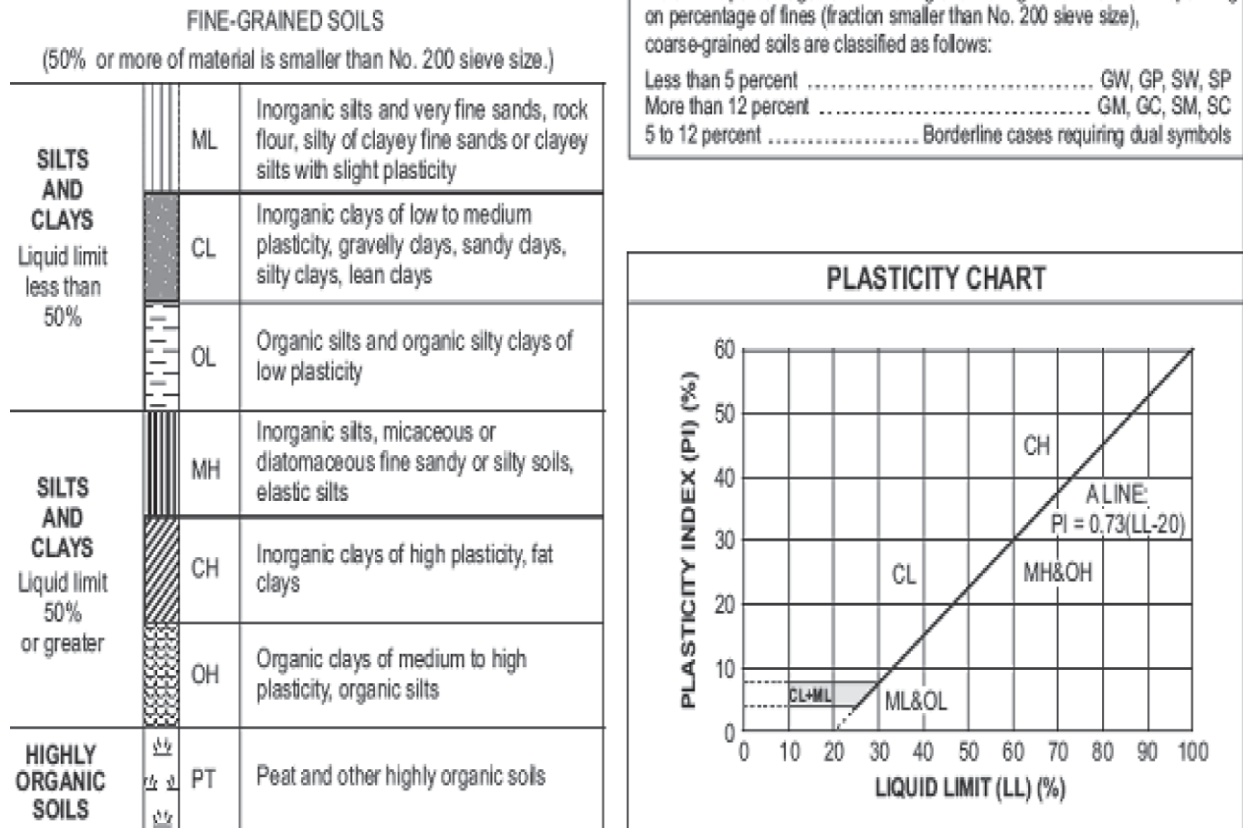 FINE-GRAINED SOILS
(50% or more of material is smaller than No. 200 sieve size.)
SILTS
AND
CLAYS
Liquid limit
less than
50%
ML
Inorganic silts and very fine sands, rock
flour, silty of clayey fine sands or clayey
silts with slight plasticity
CL
Inorganic clays of low to medium
plasticity, gravelly clays, sandy clays,
silty clays, lean clays
OL
Organic silts and organic silty clays of
low plasticity
SILTS
AND
CLAYS
Liquid limit
50%
or greater
MH
Inorganic silts, micaceous or
diatomaceous fine sandy or silty soils,
elastic silts
CH
Inorganic clays of high plasticity, fat
clays
OH
Organic clays of medium to high
plasticity, organic silts
HIGHLY
ORGANIC
SOILS
PT
Peat and other highly organic soils
on percentage of fines (fraction smaller than No. 200 sieve size),
coarse-grained soils are classified as follows:
Less than 5 percent .................................... GW, GP, SW, SP
More than 12 percent .................................. GM, GC, SM, SC
5 to 12 percent ................... Borderline cases requiring dual symbols
PLASTICITY CHART
PLASTICITY INDEX (PI) (%)
60
50
40
30
20
10
0
CH
A LINE:
PI = 0.73(LL-20)
CL
MH&OH
CL+ML
ML&OL
0 10 20 30 40 50 60 70 80 90 100
LIQUID LIMIT (LL) (%)